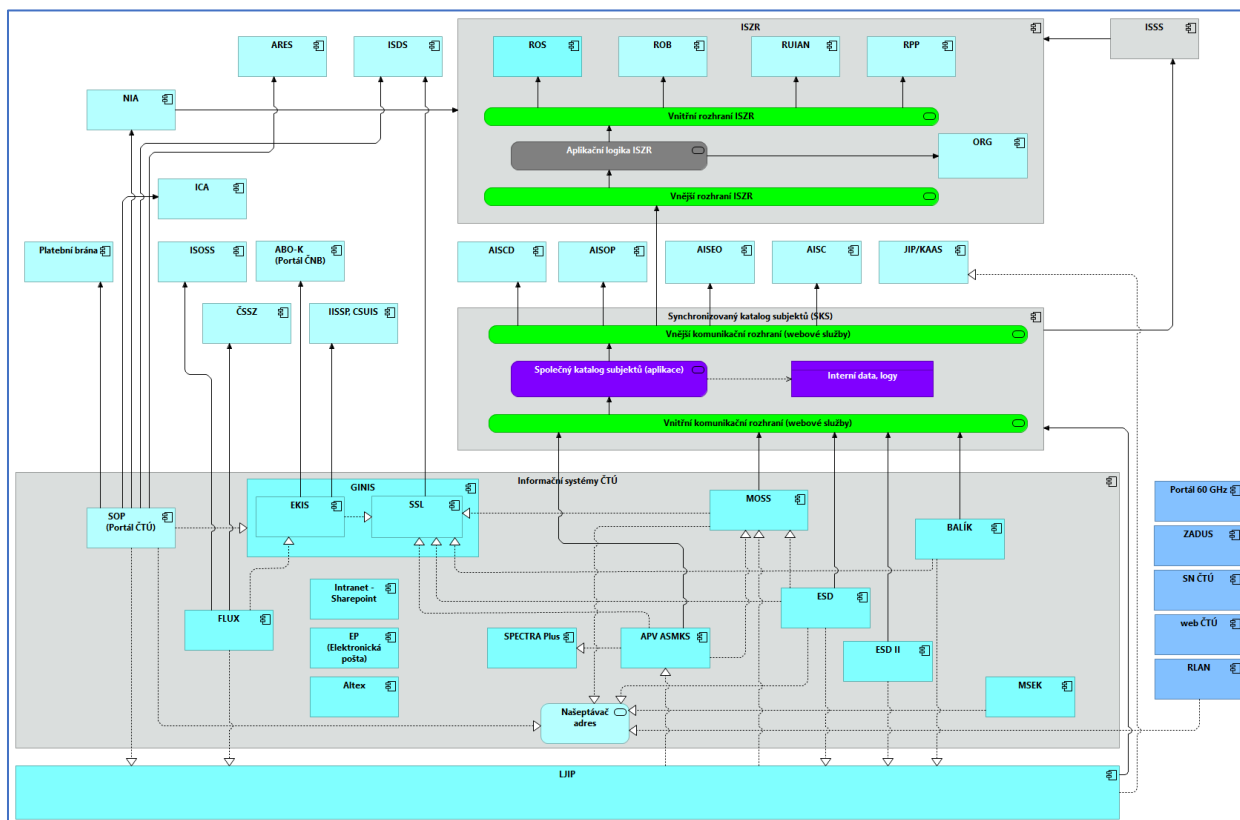 ISZR
ISSS
ARES
ISDS
ROS
ROB
RUIAN
RPP
NIA
Vnitřní rozhraní ISZR
Aplikační logika ISZR
ORG
ICA
Vnější rozhraní ISZR
Platební brána
ISOSS
ABO-K
(Portál ČNB)
AISCD
AISOP
AISEO
AISC
JIP/KAAS
ČSSZ
IISSP, CSUIS
Synchronizovaný katalog subjektů (SKS)
Vnější komunikační rozhraní (webové služby)
Společný katalog subjektů (aplikace)
Interní data, logy
Vnitřní komunikační rozhraní (webové služby)
Informační systémy ČTÚ
GINIS
EKIS
SSL
MOSS
Portál 60 GHz
SOP
(Portál ČTÚ)
BALÍK
ZADUS
SN ČTÚ
Intranet -
Sharepoint
ESD
FLUX
EP
(Elektronická
pošta)
SPECTRA Plus
APV ASMKS
ESD II
web ČTÚ
RLAN
Altex
MSEK
Našeptávač
adres
LJIP